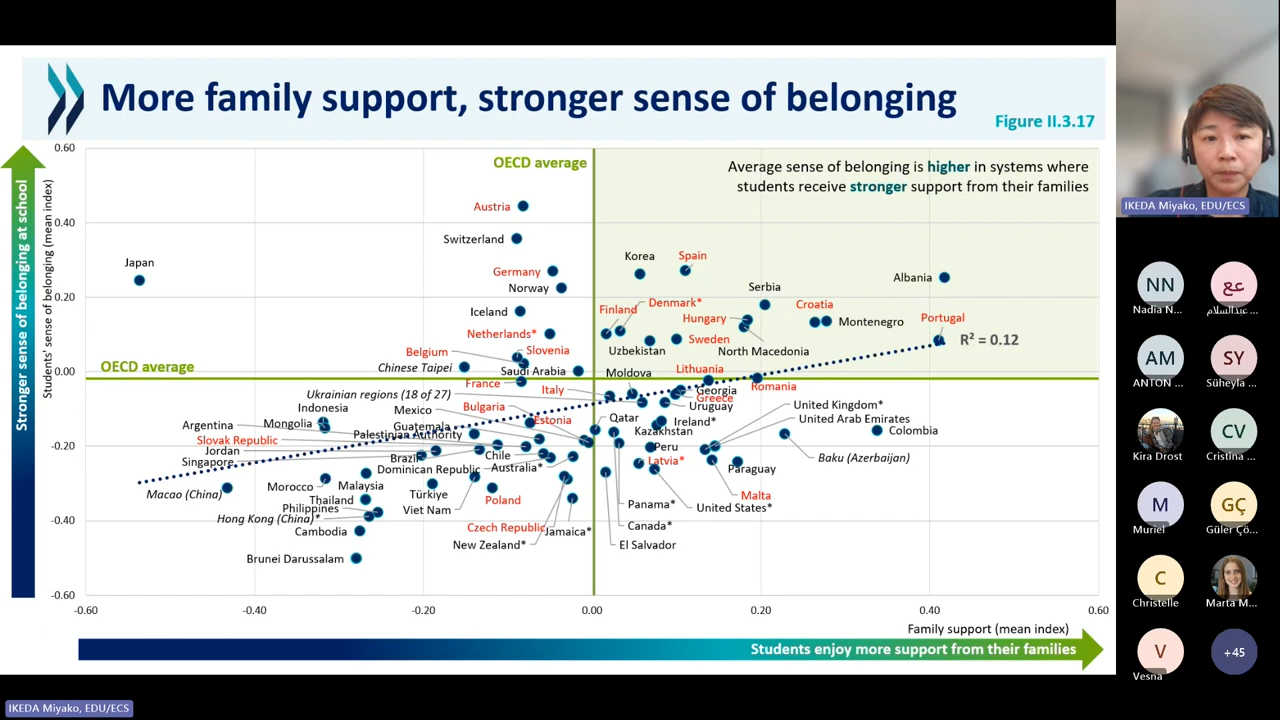 More family support, stronger sense of belonging
Figure II.3.17
Stronger sense of belonging at school
Students' sense of belonging (mean index)
0.60
0.40
0.20
0.00
-0.20
-0.40
-0.60
OECD average
Average sense of belonging is higher in systems where
students receive stronger support from their families
Austria
Switzerland
Japan
Germany
Norway
Iceland
Netherlands*
Belgium
Slovenia
Chinese Taipei
Saudi Arabia
Korea
Spain
Albania
Serbia
Denmark*
Finland
Croatia
Hungary
Montenegro
Portugal
R² = 0.12
Sweden
Uzbekistan
North Macedonia
OECD average
Lithuania
Moldova
France
Italy
Georgia
Romania
Greece
Ukrainian regions (18 of 27)
Uruguay
Indonesia
Mexico
Bulgaria
United Kingdom*
Argentina
Mongolia
Guatemala
Estonia
Qatar
Ireland*
United Arab Emirates
Slovak Republic
Palestinian Authority
Kazakhstan
Colombia
Jordan
Peru
Singapore
Brazil
Chile
Latvia*
Baku (Azerbaijan)
Dominican Republic
Australia*
Paraguay
Macao (China)
Morocco
Malaysia
Türkiye
Poland
Malta
Thailand
Philippines
Viet Nam
Panama*
United States*
Hong Kong (China)*
Cambodia
Czech Republic
Jamaica*
Canada*
New Zealand*
El Salvador
Brunei Darussalam
-0.60
-0.40
-0.20
0.00
0.20
0.40
0.60
Family support (mean index)
Students enjoy more support from their families
IKEDA Miyako, EDU/ECS
IKEDA Miyako, EDU/ECS
NN
Nadia N...
عع
عبدالسلام...
AM
ANTON ...
SY
Süheyla ...
Kira Drost
CV
Cristina ...
M
Muriel
GÇ
Güler Çö...
C
Christelle
Marta M...
V
Vesna
+45